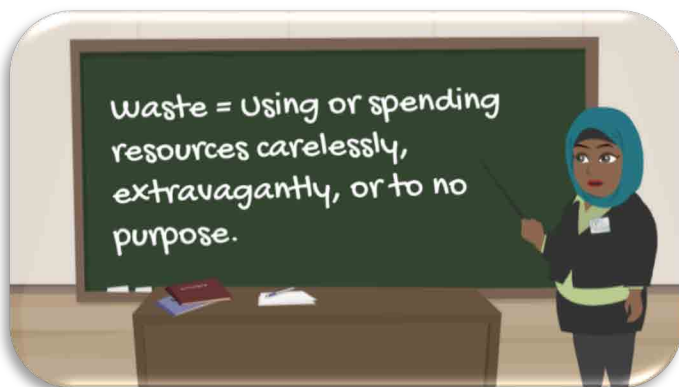 waste = Using or spending
resources carelessly,
extravagantly, or to no
purpose.